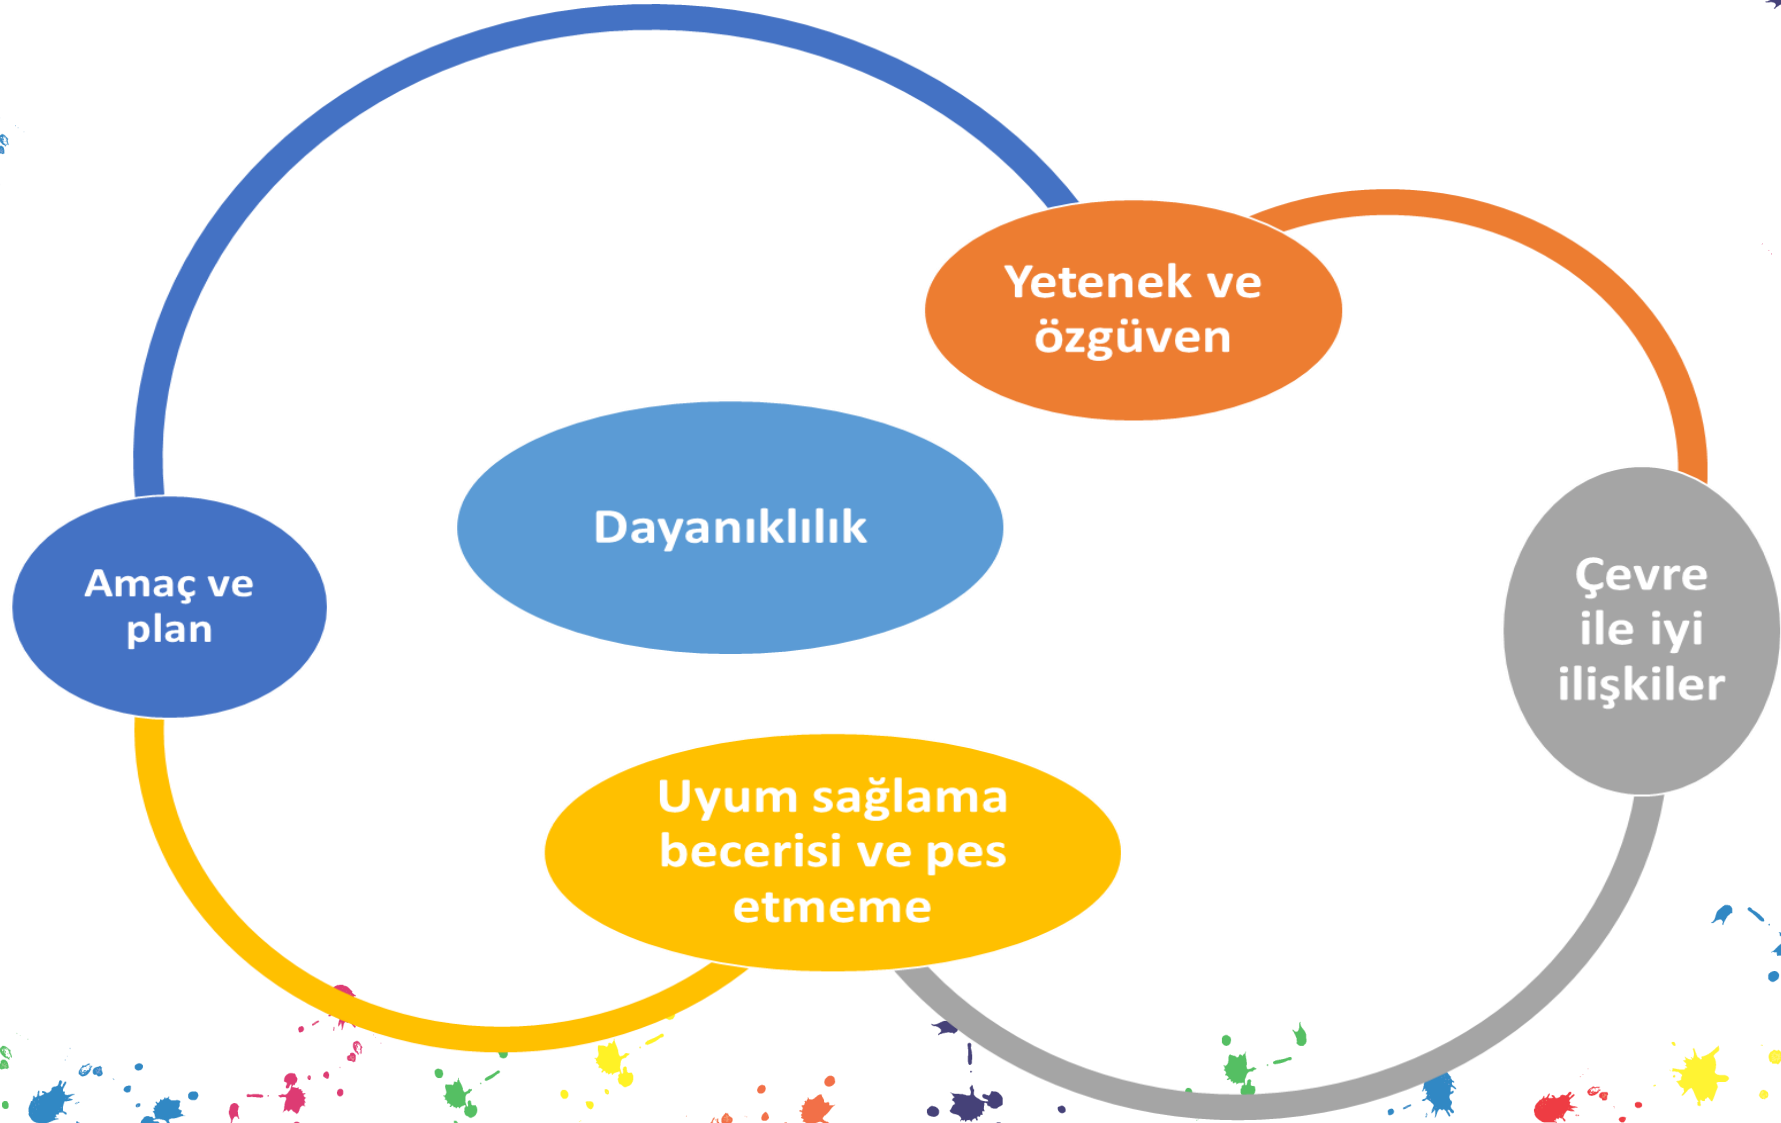 Yetenek ve
özgüven
Dayanıklılık
Amaç ve
plan
Çevre
ile iyi
ilişkiler
Uyum sağlama
becerisi ve pes
etmeme